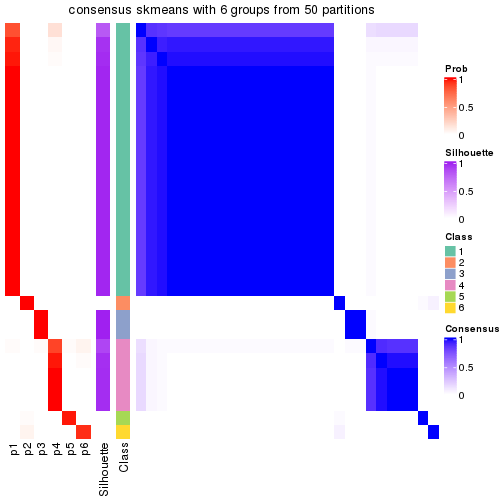 consensus skmeans with 6 groups from 50 partitions
Prob
1
0.5
0
Silhouette
1
0.5
0
Class
1
2
3
4
5
6
Consensus
1
0.5
0
p1
p2
p3
p4
p5
p6
Silhouette
Class